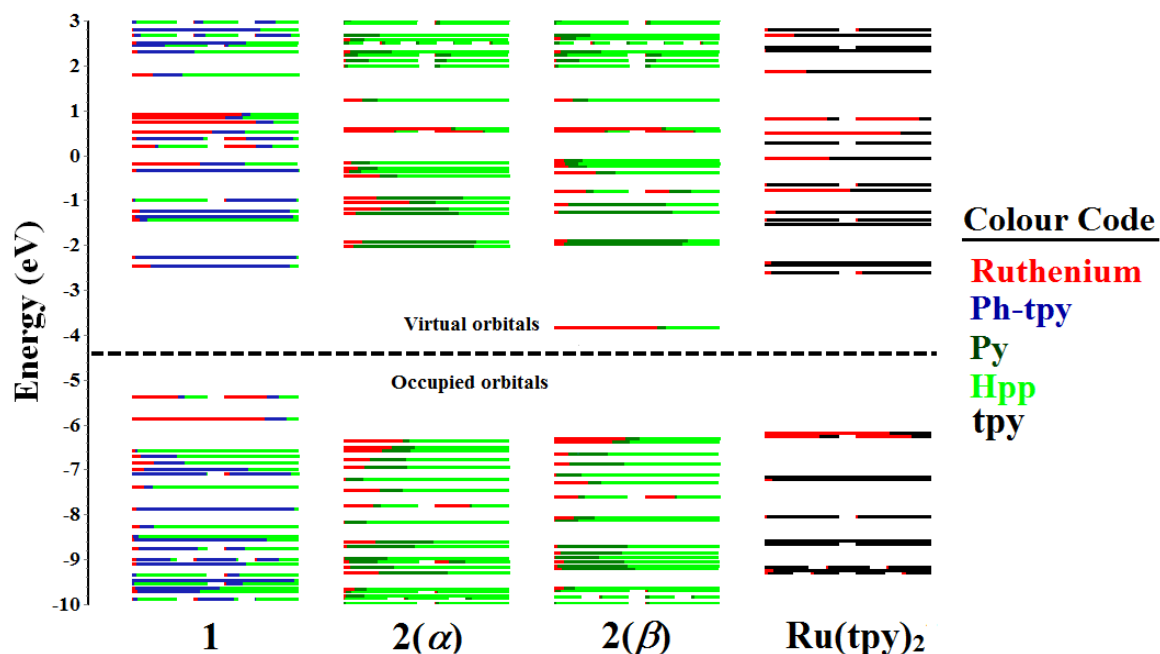 3
2
1
0
-1
-2
-3
-4
-5
-6
-7
-8
-9
-10
Energy (eV)
Virtual orbitals
Occupied orbitals
1
2(α)
2(β)
Ru(tpy)₂
Colour Code
Ruthenium
Ph-tpy
Py
Hpp
tpy